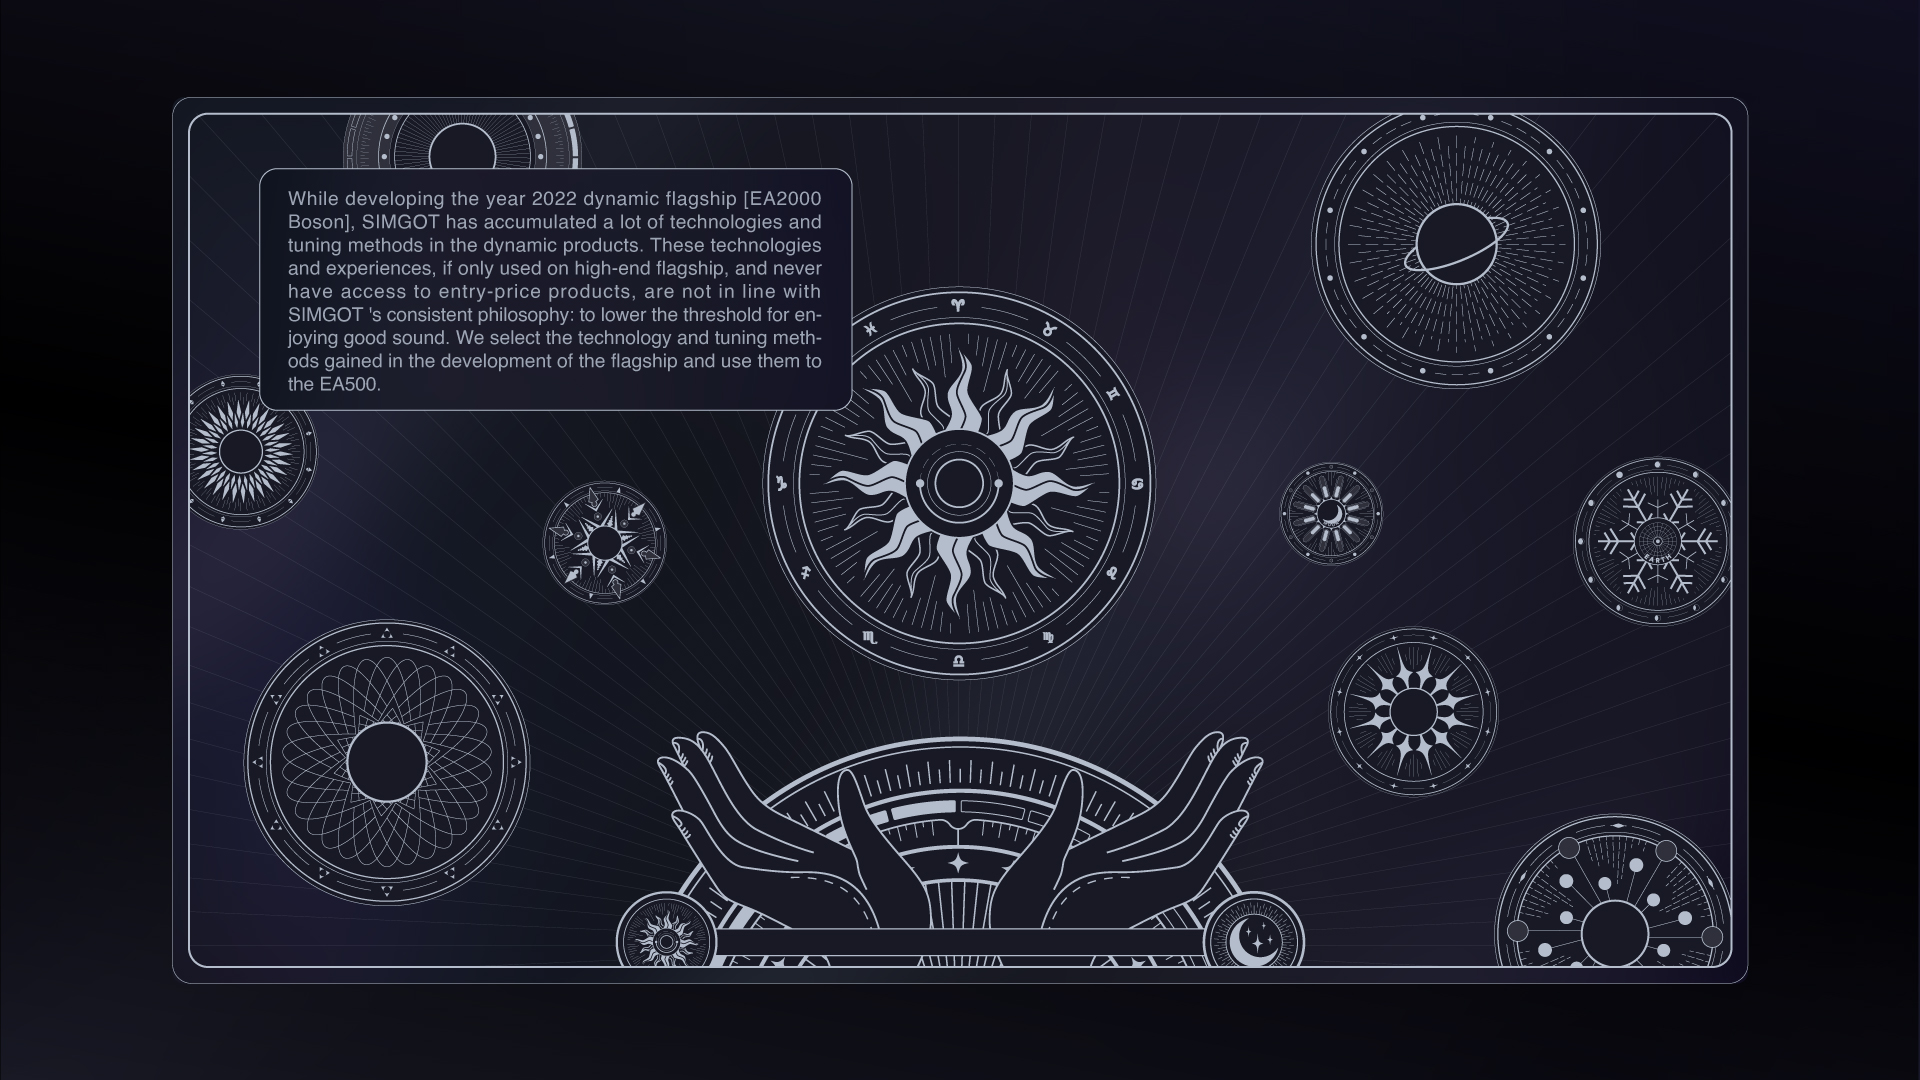 While developing the year 2022 dynamic flagship [EA2000
Boson], SIMGOT has accumulated a lot of technologies and
tuning methods in the dynamic products. These technologies
and experiences, if only used on high-end flagship, and never
have access to entry-price products, are not in line with
SIMGOT 's consistent philosophy: to lower the threshold for en-
joying good sound. We select the technology and tuning meth-
ods gained in the development of the flagship and use them to
the EA500.
♈
♓ ♉
♊
♑ ♋
EARTH
♐ ♌
♏ ♍
♎